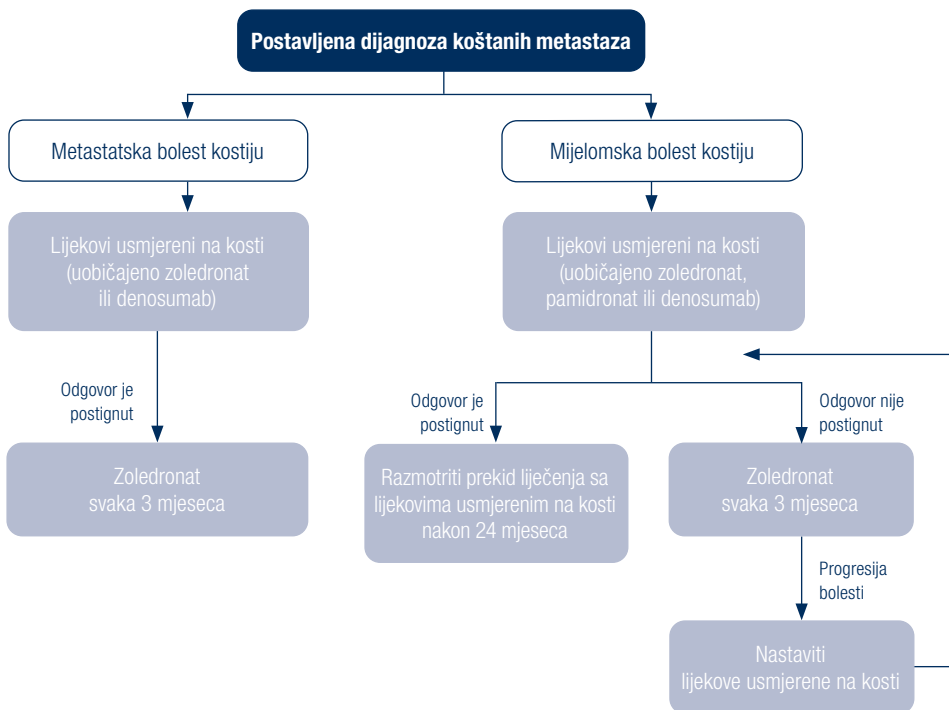 Postavljena dijagnoza koštanih metastaza
Metastatska bolest kostiju
Mijelomska bolest kostiju
Lijekovi usmjereni na kosti
(uobičajeno zoledronat
ili denosumab)
Lijekovi usmjereni na kosti
(uobičajeno zoledronat,
pamidronat ili denosumab)
Odgovor je
postignut
Odgovor je
postignut
Odgovor nije
postignut
Zoledronat
svaka 3 mjeseca
Razmotriti prekid liječenja sa
lijekovima usmjerenim na kosti
nakon 24 mjeseca
Zoledronat
svaka 3 mjeseca
Progresija
bolesti
Nastaviti
lijekove usmjerene na kosti